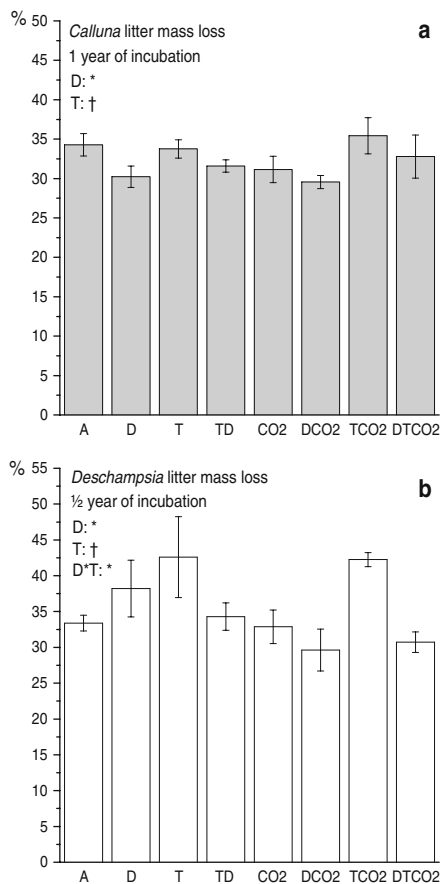 %
a
Calluna litter mass loss
1 year of incubation
D: *
T: †
50
45
40
35
30
25
20
15
10
5
0
A D T TD CO2 DCO2 TCO2 DTCO2
%
b
Deschampsia litter mass loss
½ year of incubation
D: *
T: †
D*T: *
55
50
45
40
35
30
25
20
15
10
5
0
A D T TD CO2 DCO2 TCO2 DTCO2